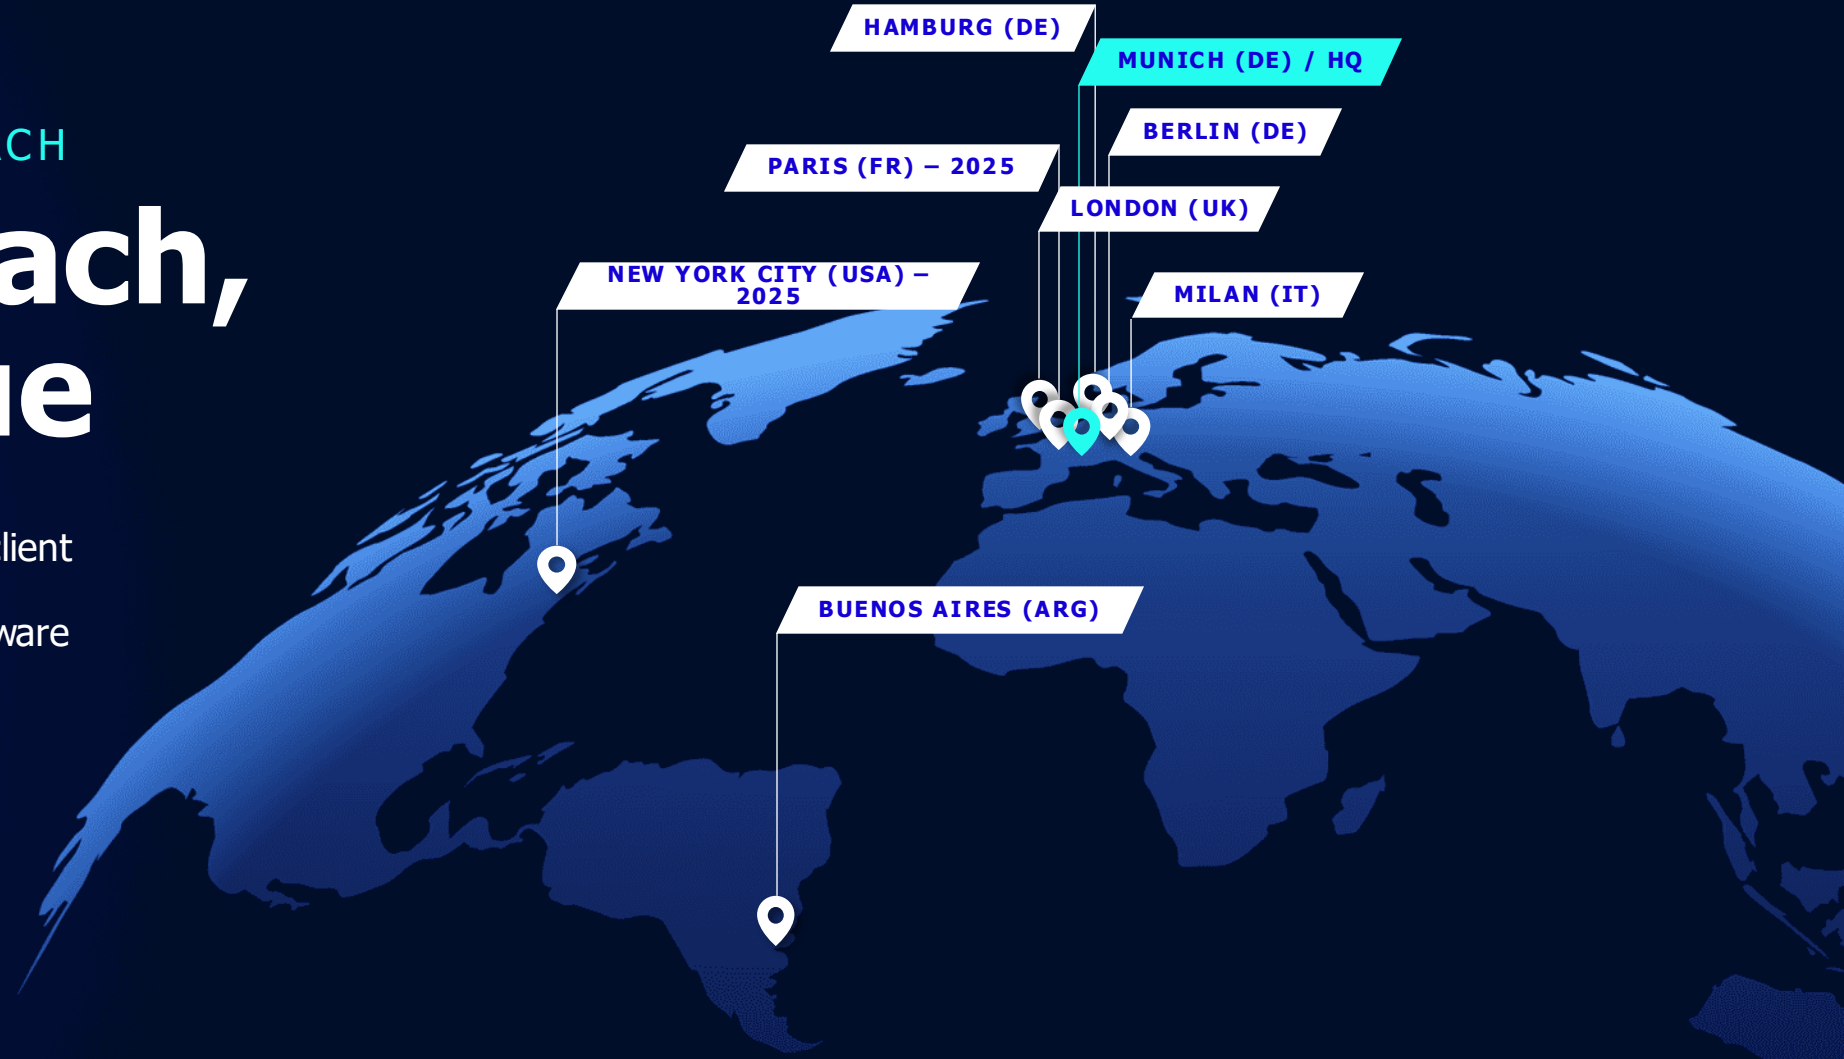 HAMBURG (DE)
MUNICH (DE) / HQ
BERLIN (DE)
PARIS (FR) – 2025
LONDON (UK)
NEW YORK CITY (USA) –
2025
MILAN (IT)
BUENOS AIRES (ARG)
CH
ach,
e
lient
ware